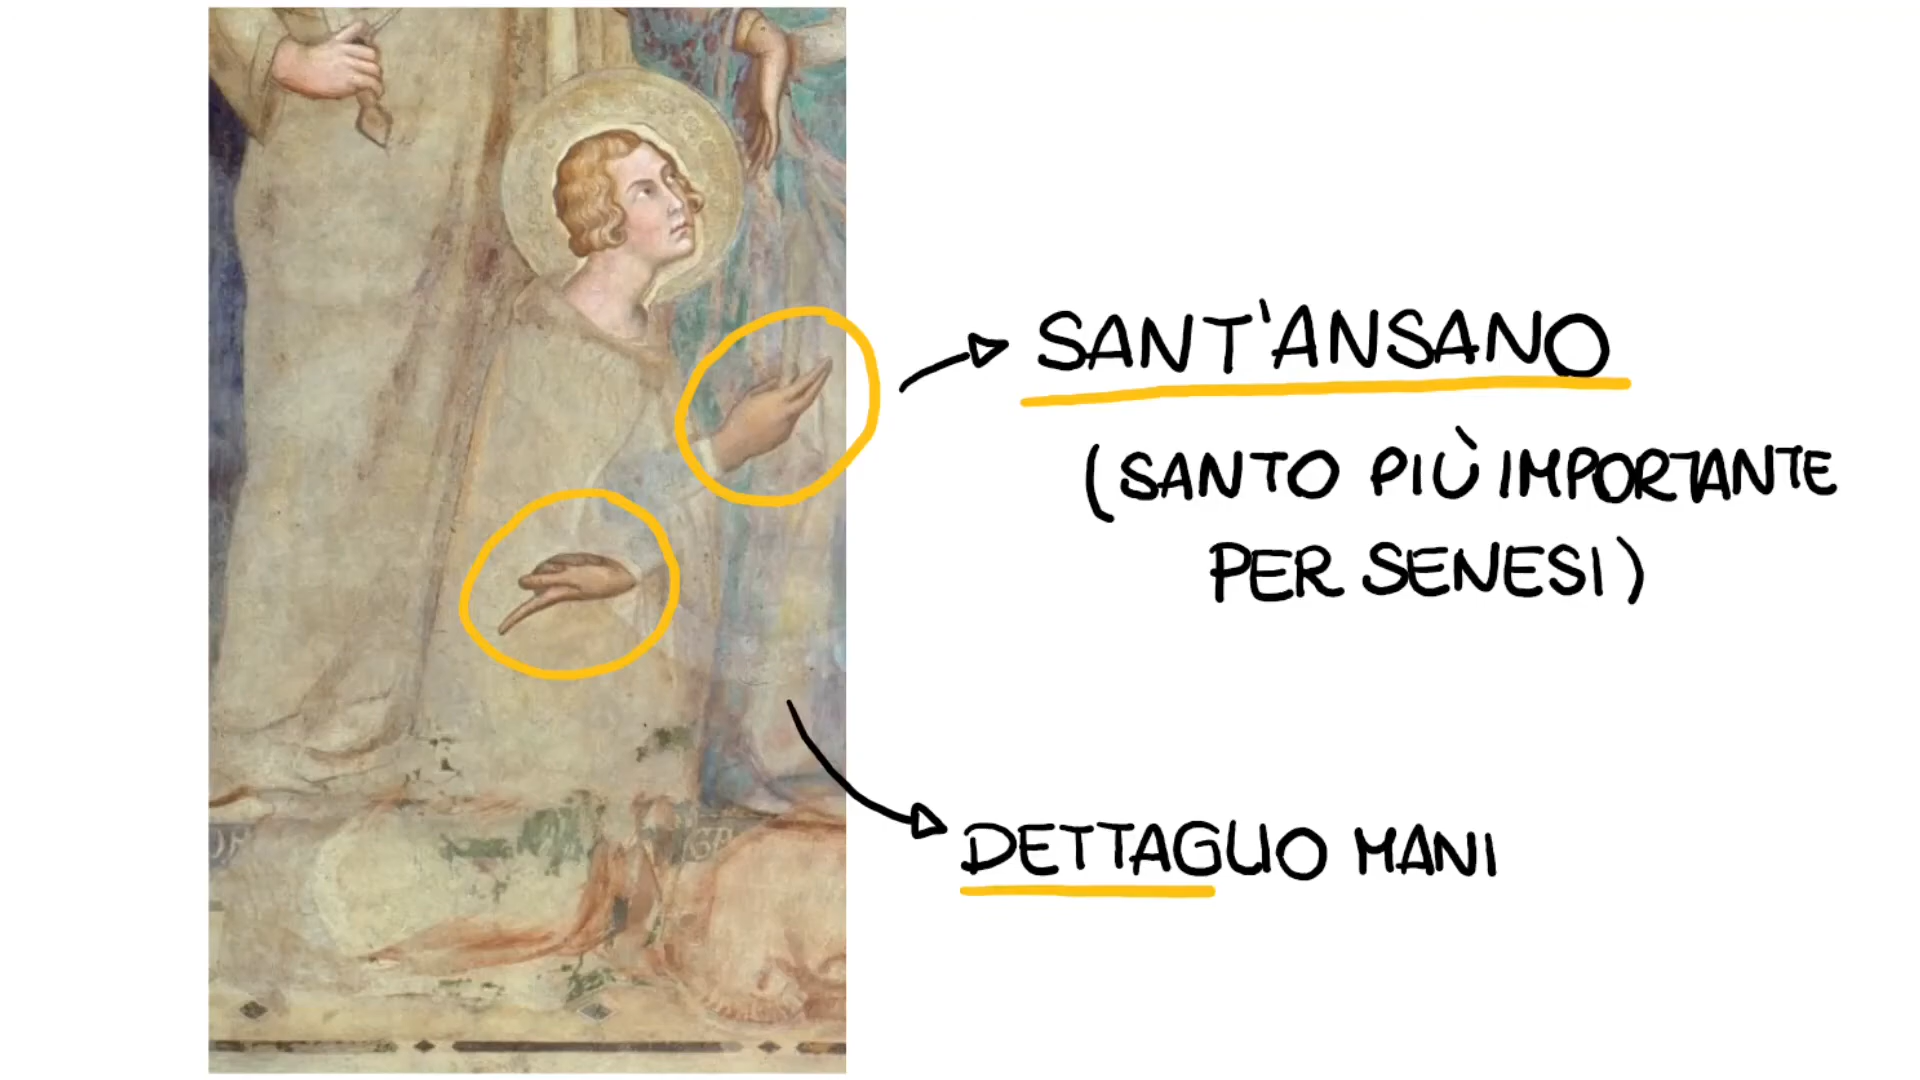 SANT'ANSANO
(SANTO PIÙ IMPORTANTE
PER SENESI)
DETTAGLIO MANI